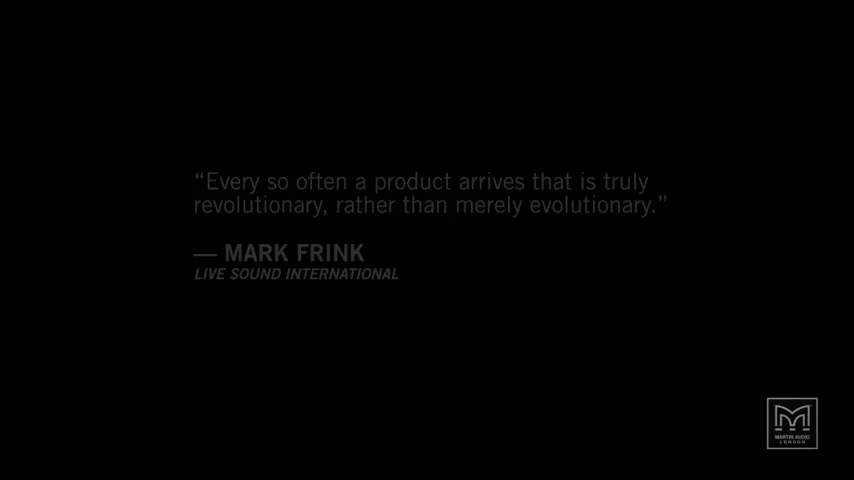 “Every so often a product arrives that is truly
revolutionary, rather than merely evolutionary.”
— MARK FRINK
LIVE SOUND INTERNATIONAL
MARTIN AUDIO
LONDON